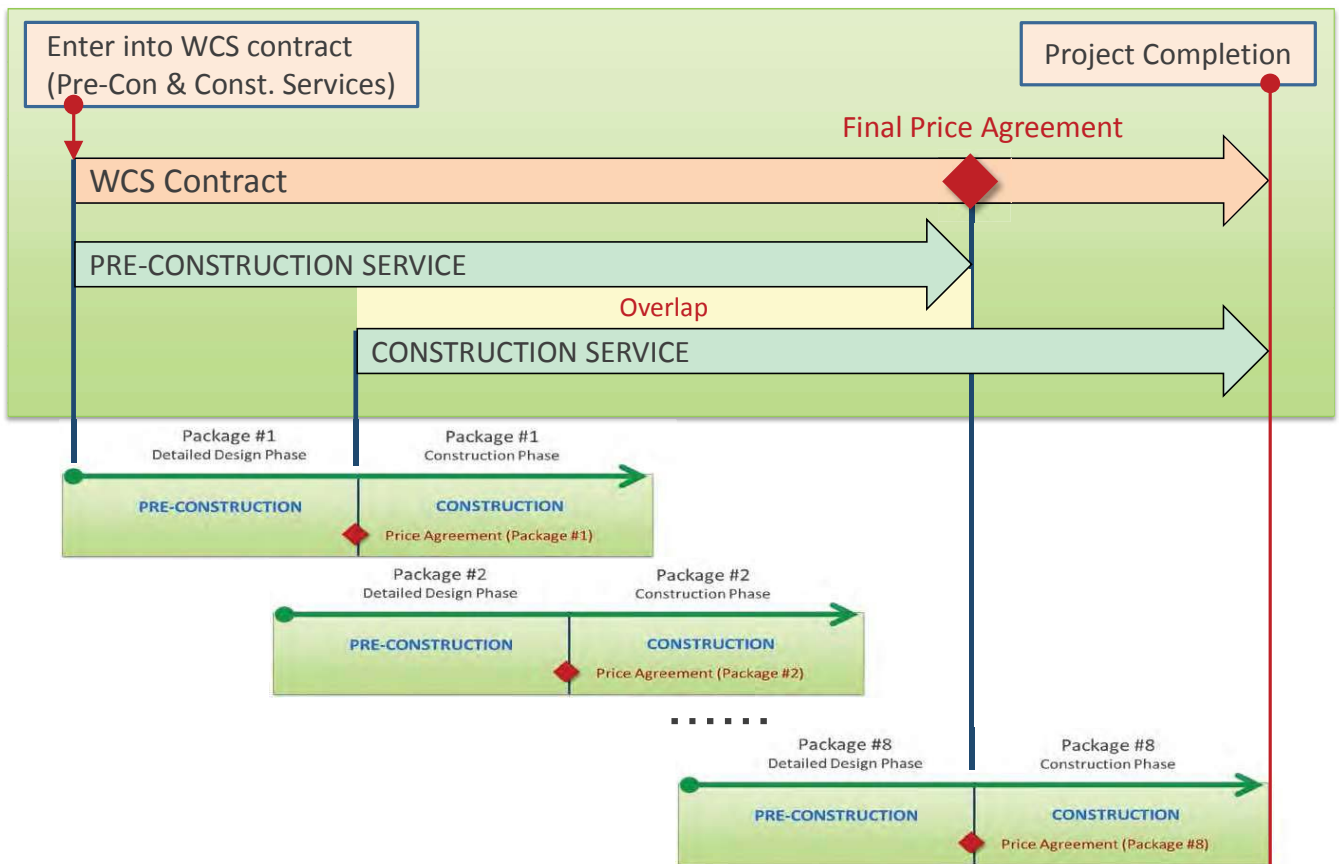 Enter into WCS contract
(Pre-Con & Const. Services)
Project Completion
Final Price Agreement
WCS Contract
PRE-CONSTRUCTION SERVICE
Overlap
CONSTRUCTION SERVICE
Package #1
Detailed Design Phase
Package #1
Construction Phase
PRE-CONSTRUCTION
CONSTRUCTION
Price Agreement (Package #1)
Package #2
Detailed Design Phase
Package #2
Construction Phase
PRE-CONSTRUCTION
CONSTRUCTION
Price Agreement (Package #2)
......
Package #8
Detailed Design Phase
Package #8
Construction Phase
PRE-CONSTRUCTION
CONSTRUCTION
Price Agreement (Package #8)